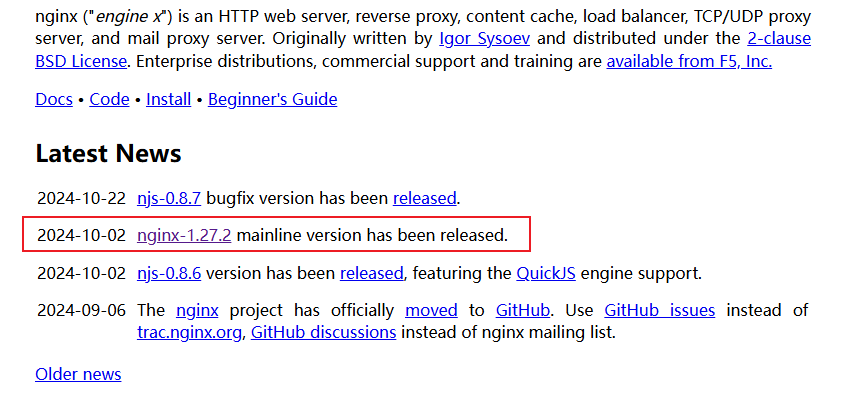 nginx ("engine x") is an HTTP web server, reverse proxy, content cache, load balancer, TCP/UDP proxy
server, and mail proxy server. Originally written by Igor Sysoev and distributed under the 2-clause
BSD License. Enterprise distributions, commercial support and training are available from F5, Inc.
Docs • Code • Install • Beginner's Guide
Latest News
2024-10-22 njs-0.8.7 bugfix version has been released.
2024-10-02 nginx-1.27.2 mainline version has been released.
2024-10-02 njs-0.8.6 version has been released, featuring the QuickJS engine support.
2024-09-06 The nginx project has officially moved to GitHub. Use GitHub issues instead of
trac.nginx.org, GitHub discussions instead of nginx mailing list.
Older news